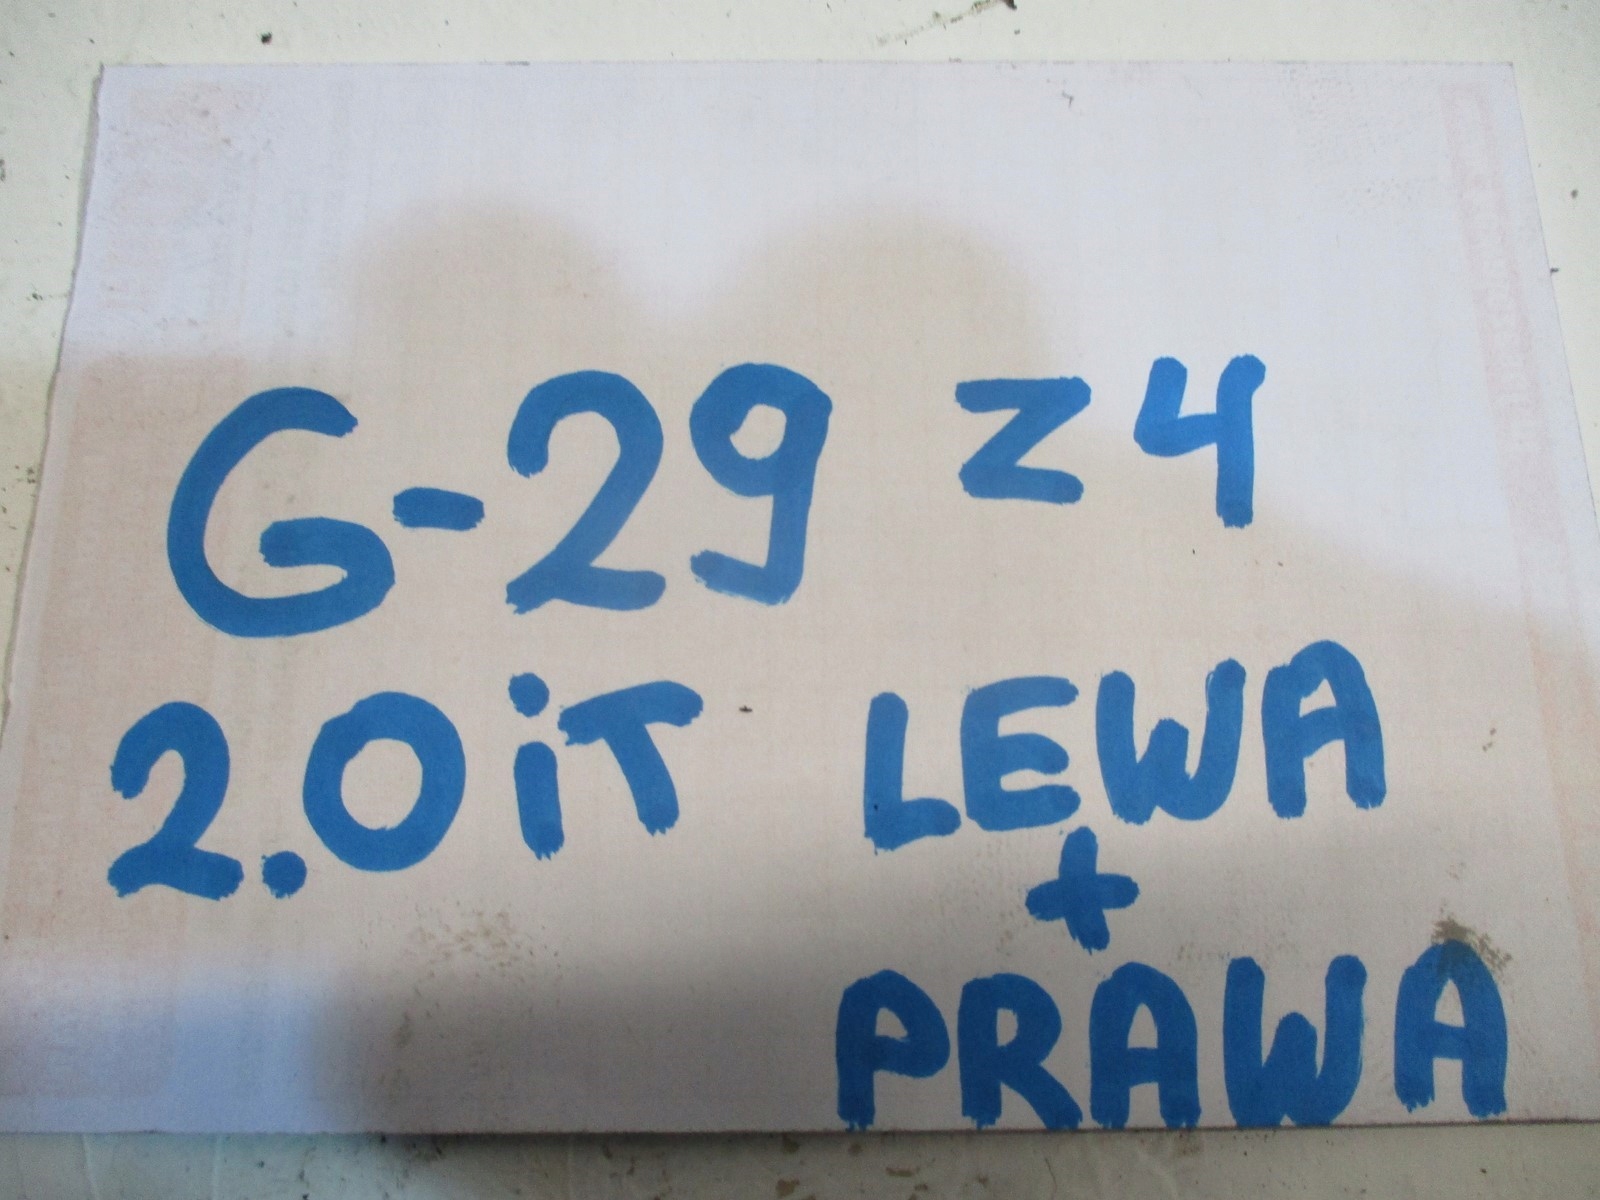 G-29 Z4
2.0iT LEWA
+
PRAWA